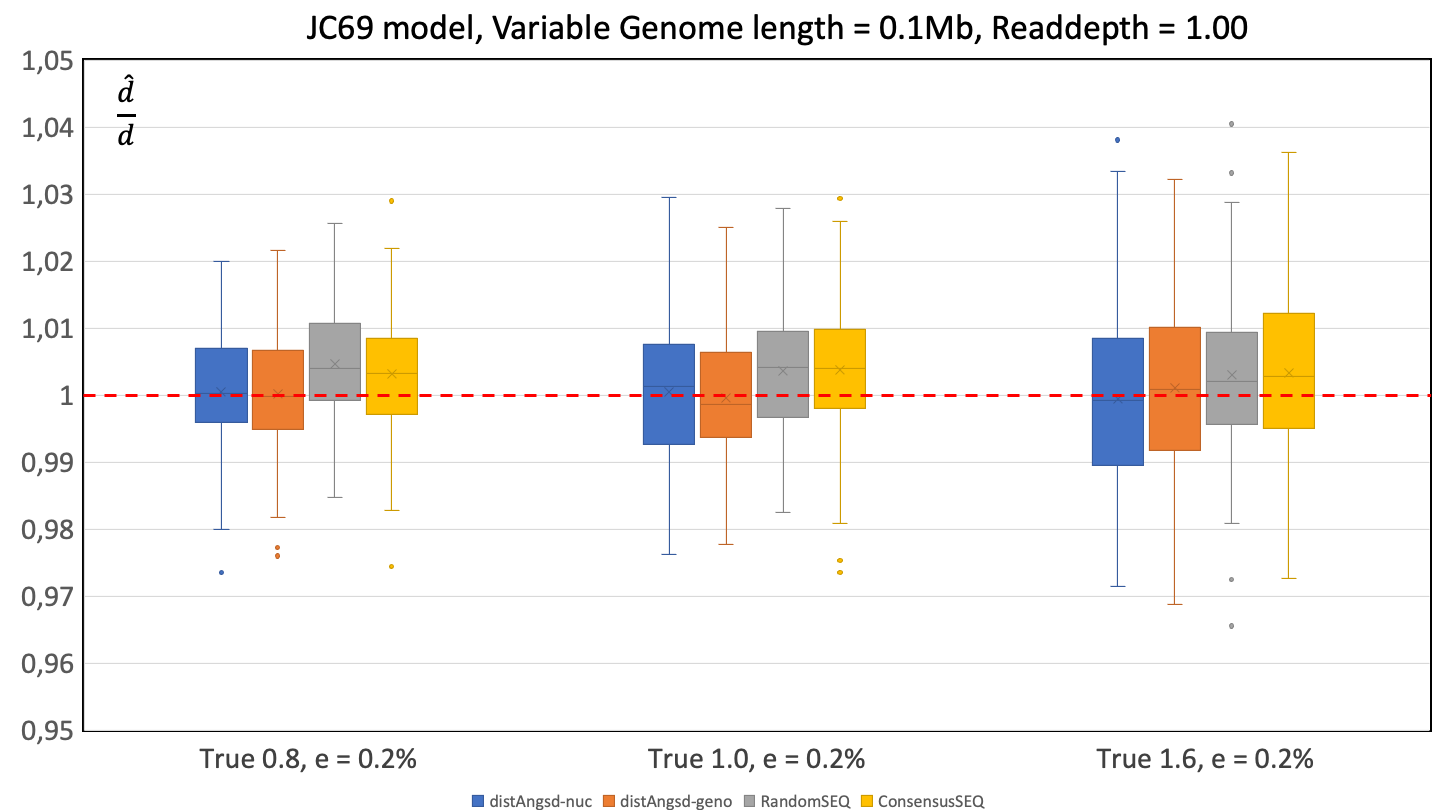 JC69 model, Variable Genome length = 0.1Mb, Readdepth = 1.00
1,05
d̂
d
1,04
1,03
1,02
1,01
1
0,99
0,98
0,97
0,96
0,95
True 0.8, e = 0.2% True 1.0, e = 0.2% True 1.6, e = 0.2%
distAngsd-nuc distAngsd-geno RandomSEQ ConsensusSEQ